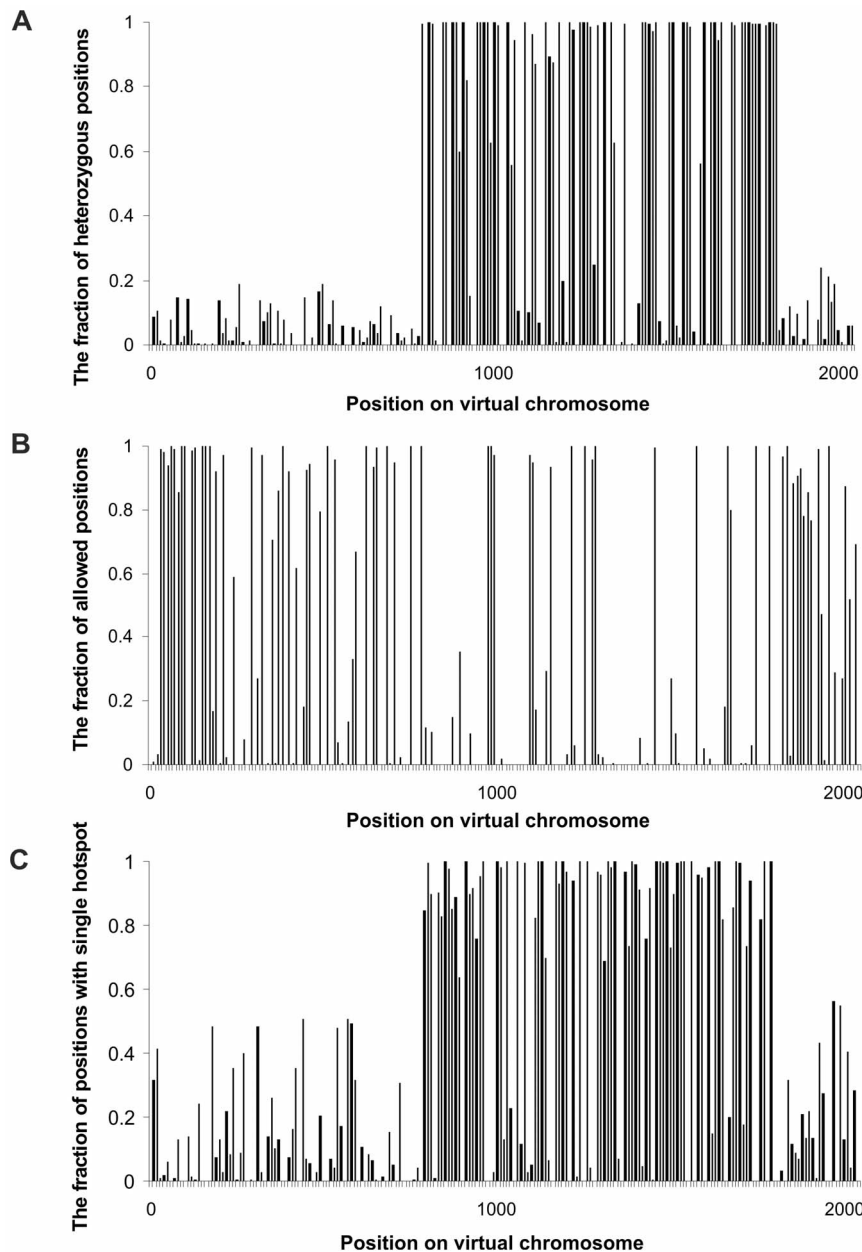 A
The fraction of heterozygous positions
1
0.8
0.6
0.4
0.2
0
0 1000 2000
Position on virtual chromosome
B
The fraction of allowed positions
1
0.8
0.6
0.4
0.2
0
0 1000 2000
Position on virtual chromosome
C
The fraction of positions with single hotspot
1
0.8
0.6
0.4
0.2
0
0 1000 2000
Position on virtual chromosome